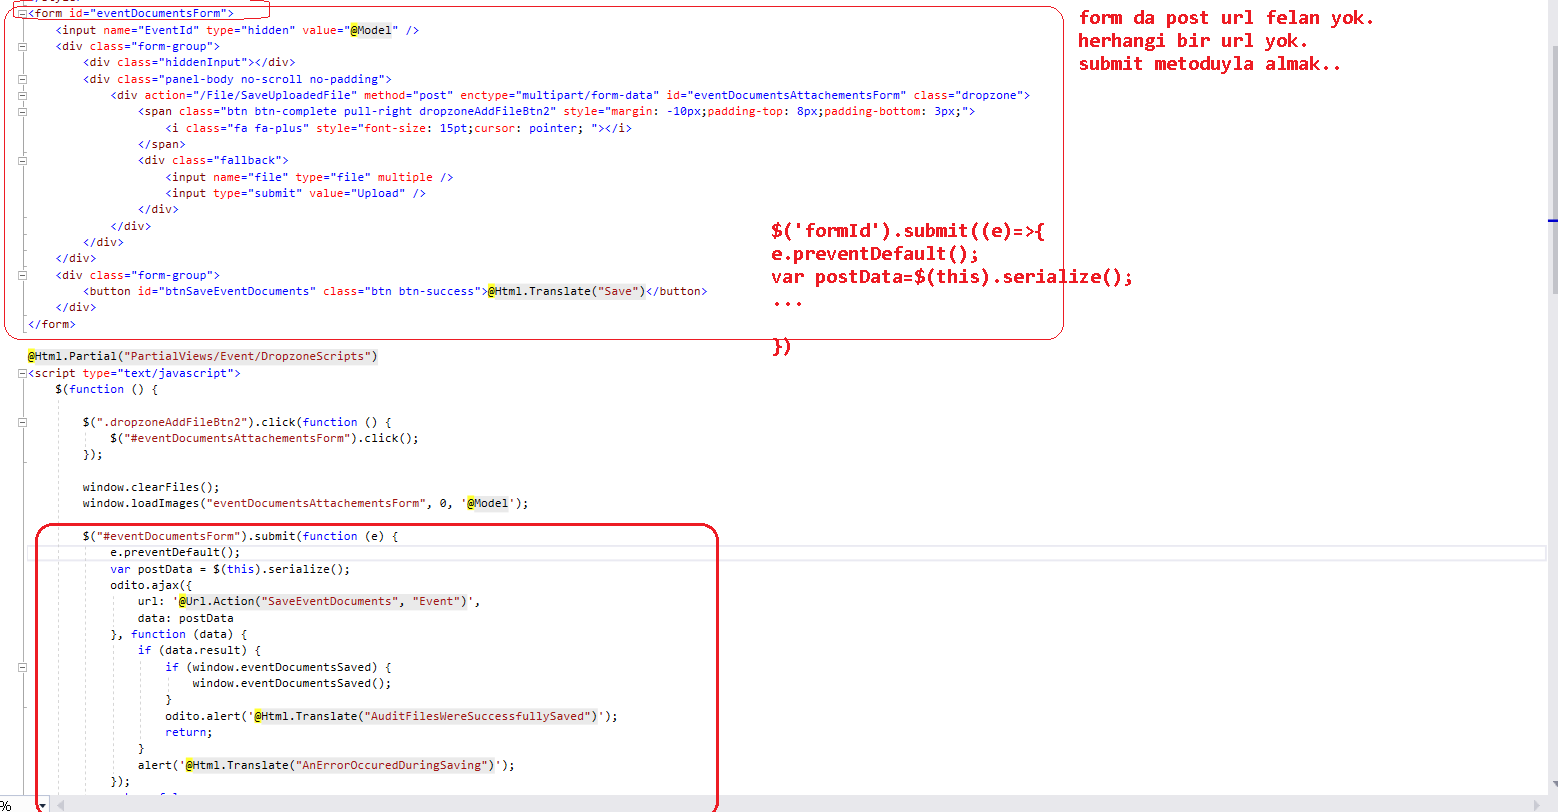 <form id="eventDocumentsForm">
form da post url felan yok.
<input name="EventId" type="hidden" value="@Model" />
herhangi bir url yok.
<div class="form-group">
<div class="hiddenInput"></div>
submit metoduyla almak..
<div class="panel-body no-scroll no-padding">
<div action="/File/SaveUploadedFile" method="post" enctype="multipart/form-data" id="eventDocumentsAttachementsForm" class="dropzone">
<span class="btn btn-complete pull-right dropzoneAddFileBtn2" style="margin: -10px;padding-top: 8px;padding-bottom: 3px;">
<i class="fa fa-plus" style="font-size: 15pt;cursor: pointer; "></i>
</span>
<div class="fallback">
<input name="file" type="file" multiple />
<input type="submit" value="Upload" />
</div>
</div>
</div>
</div>
<div class="form-group">
<button id="btnSaveEventDocuments" class="btn btn-success">@Html.Translate("Save")</button>
</div>
</form>
$('formId').submit((e)=>{
e.preventDefault();
var postData=$(this).serialize();
...
})
@Html.Partial("PartialViews/Event/DropzoneScripts")
<script type="text/javascript">
$(function () {
$(".dropzoneAddFileBtn2").click(function () {
$("#eventDocumentsAttachementsForm").click();
});
window.clearFiles();
window.loadImages("eventDocumentsAttachementsForm", 0, '@Model');
$("#eventDocumentsForm").submit(function (e) {
e.preventDefault();
var postData = $(this).serialize();
odito.ajax({
url: '@Url.Action("SaveEventDocuments", "Event")',
data: postData
}, function (data) {
if (data.result) {
if (window.eventDocumentsSaved) {
window.eventDocumentsSaved();
}
odito.alert('@Html.Translate("AuditFilesWereSuccessfullySaved")');
return;
}
alert('@Html.Translate("AnErrorOccuredDuringSaving")');
});
%